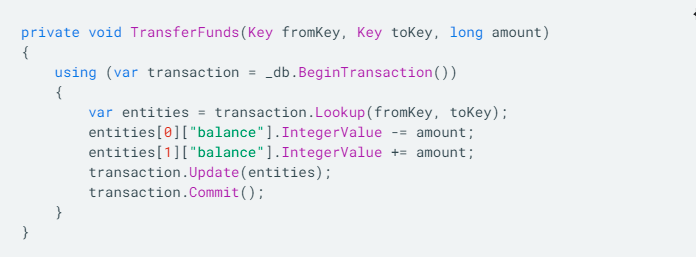 private void TransferFunds(Key fromKey, Key toKey, long amount)
{
    using (var transaction = _db.BeginTransaction())
    {
        var entities = transaction.Lookup(fromKey, toKey);
        entities[0]["balance"].IntegerValue -= amount;
        entities[1]["balance"].IntegerValue += amount;
        transaction.Update(entities);
        transaction.Commit();
    }
}